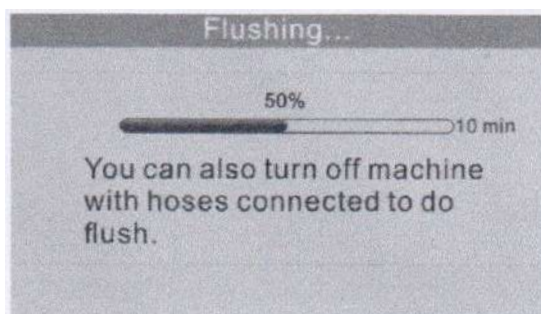 Flushing...
50%
10 min
You can also turn off machine
with hoses connected to do
flush.